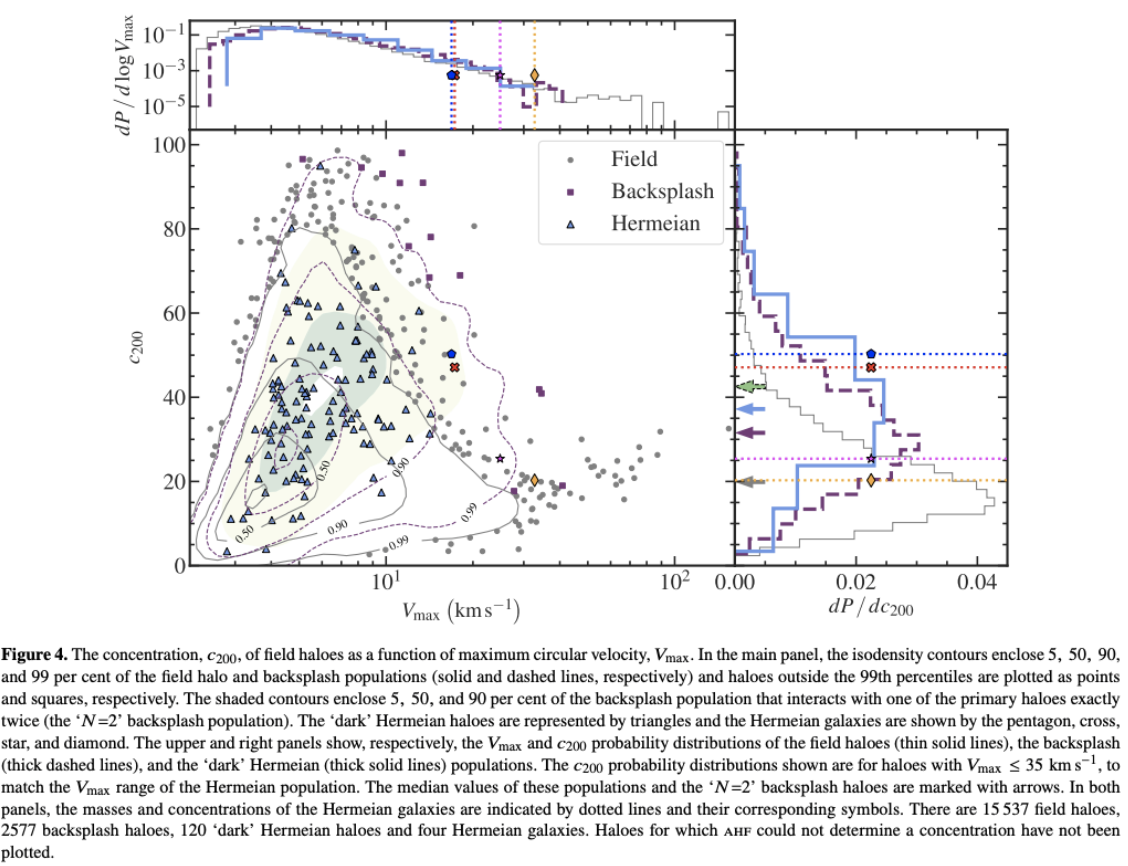 10⁻¹
10⁻³
10⁻⁵
dP / d log V_max
100
80
60
40
20
0
c₂₀₀
Field
Backsplash
Hermeian
0.50
0.90
0.99
0.50
0.90
0.99
10¹
10²
V_max (km s⁻¹)
0.00
0.02
0.04
dP / dc₂₀₀
Figure 4. The concentration, c₂₀₀, of field haloes as a function of maximum circular velocity, V_max. In the main panel, the isodensity contours enclose 5, 50, 90,
and 99 per cent of the field halo and backsplash populations (solid and dashed lines, respectively) and haloes outside the 99th percentiles are plotted as points
and squares, respectively. The shaded contours enclose 5, 50, and 90 per cent of the backsplash population that interacts with one of the primary haloes exactly
twice (the ‘N=2’ backsplash population). The ‘dark’ Hermeian haloes are represented by triangles and the Hermeian galaxies are shown by the pentagon, cross,
star, and diamond. The upper and right panels show, respectively, the V_max and c₂₀₀ probability distributions of the field haloes (thin solid lines), the backsplash
(thick dashed lines), and the ‘dark’ Hermeian (thick solid lines) populations. The c₂₀₀ probability distributions shown are for haloes with V_max ≤ 35 km s⁻¹, to
match the V_max range of the Hermeian population. The median values of these populations and the ‘N=2’ backsplash haloes are marked with arrows. In both
panels, the masses and concentrations of the Hermeian galaxies are indicated by dotted lines and their corresponding symbols. There are 15 537 field haloes,
2577 backsplash haloes, 120 ‘dark’ Hermeian haloes and four Hermeian galaxies. Haloes for which AHF could not determine a concentration have not been
plotted.